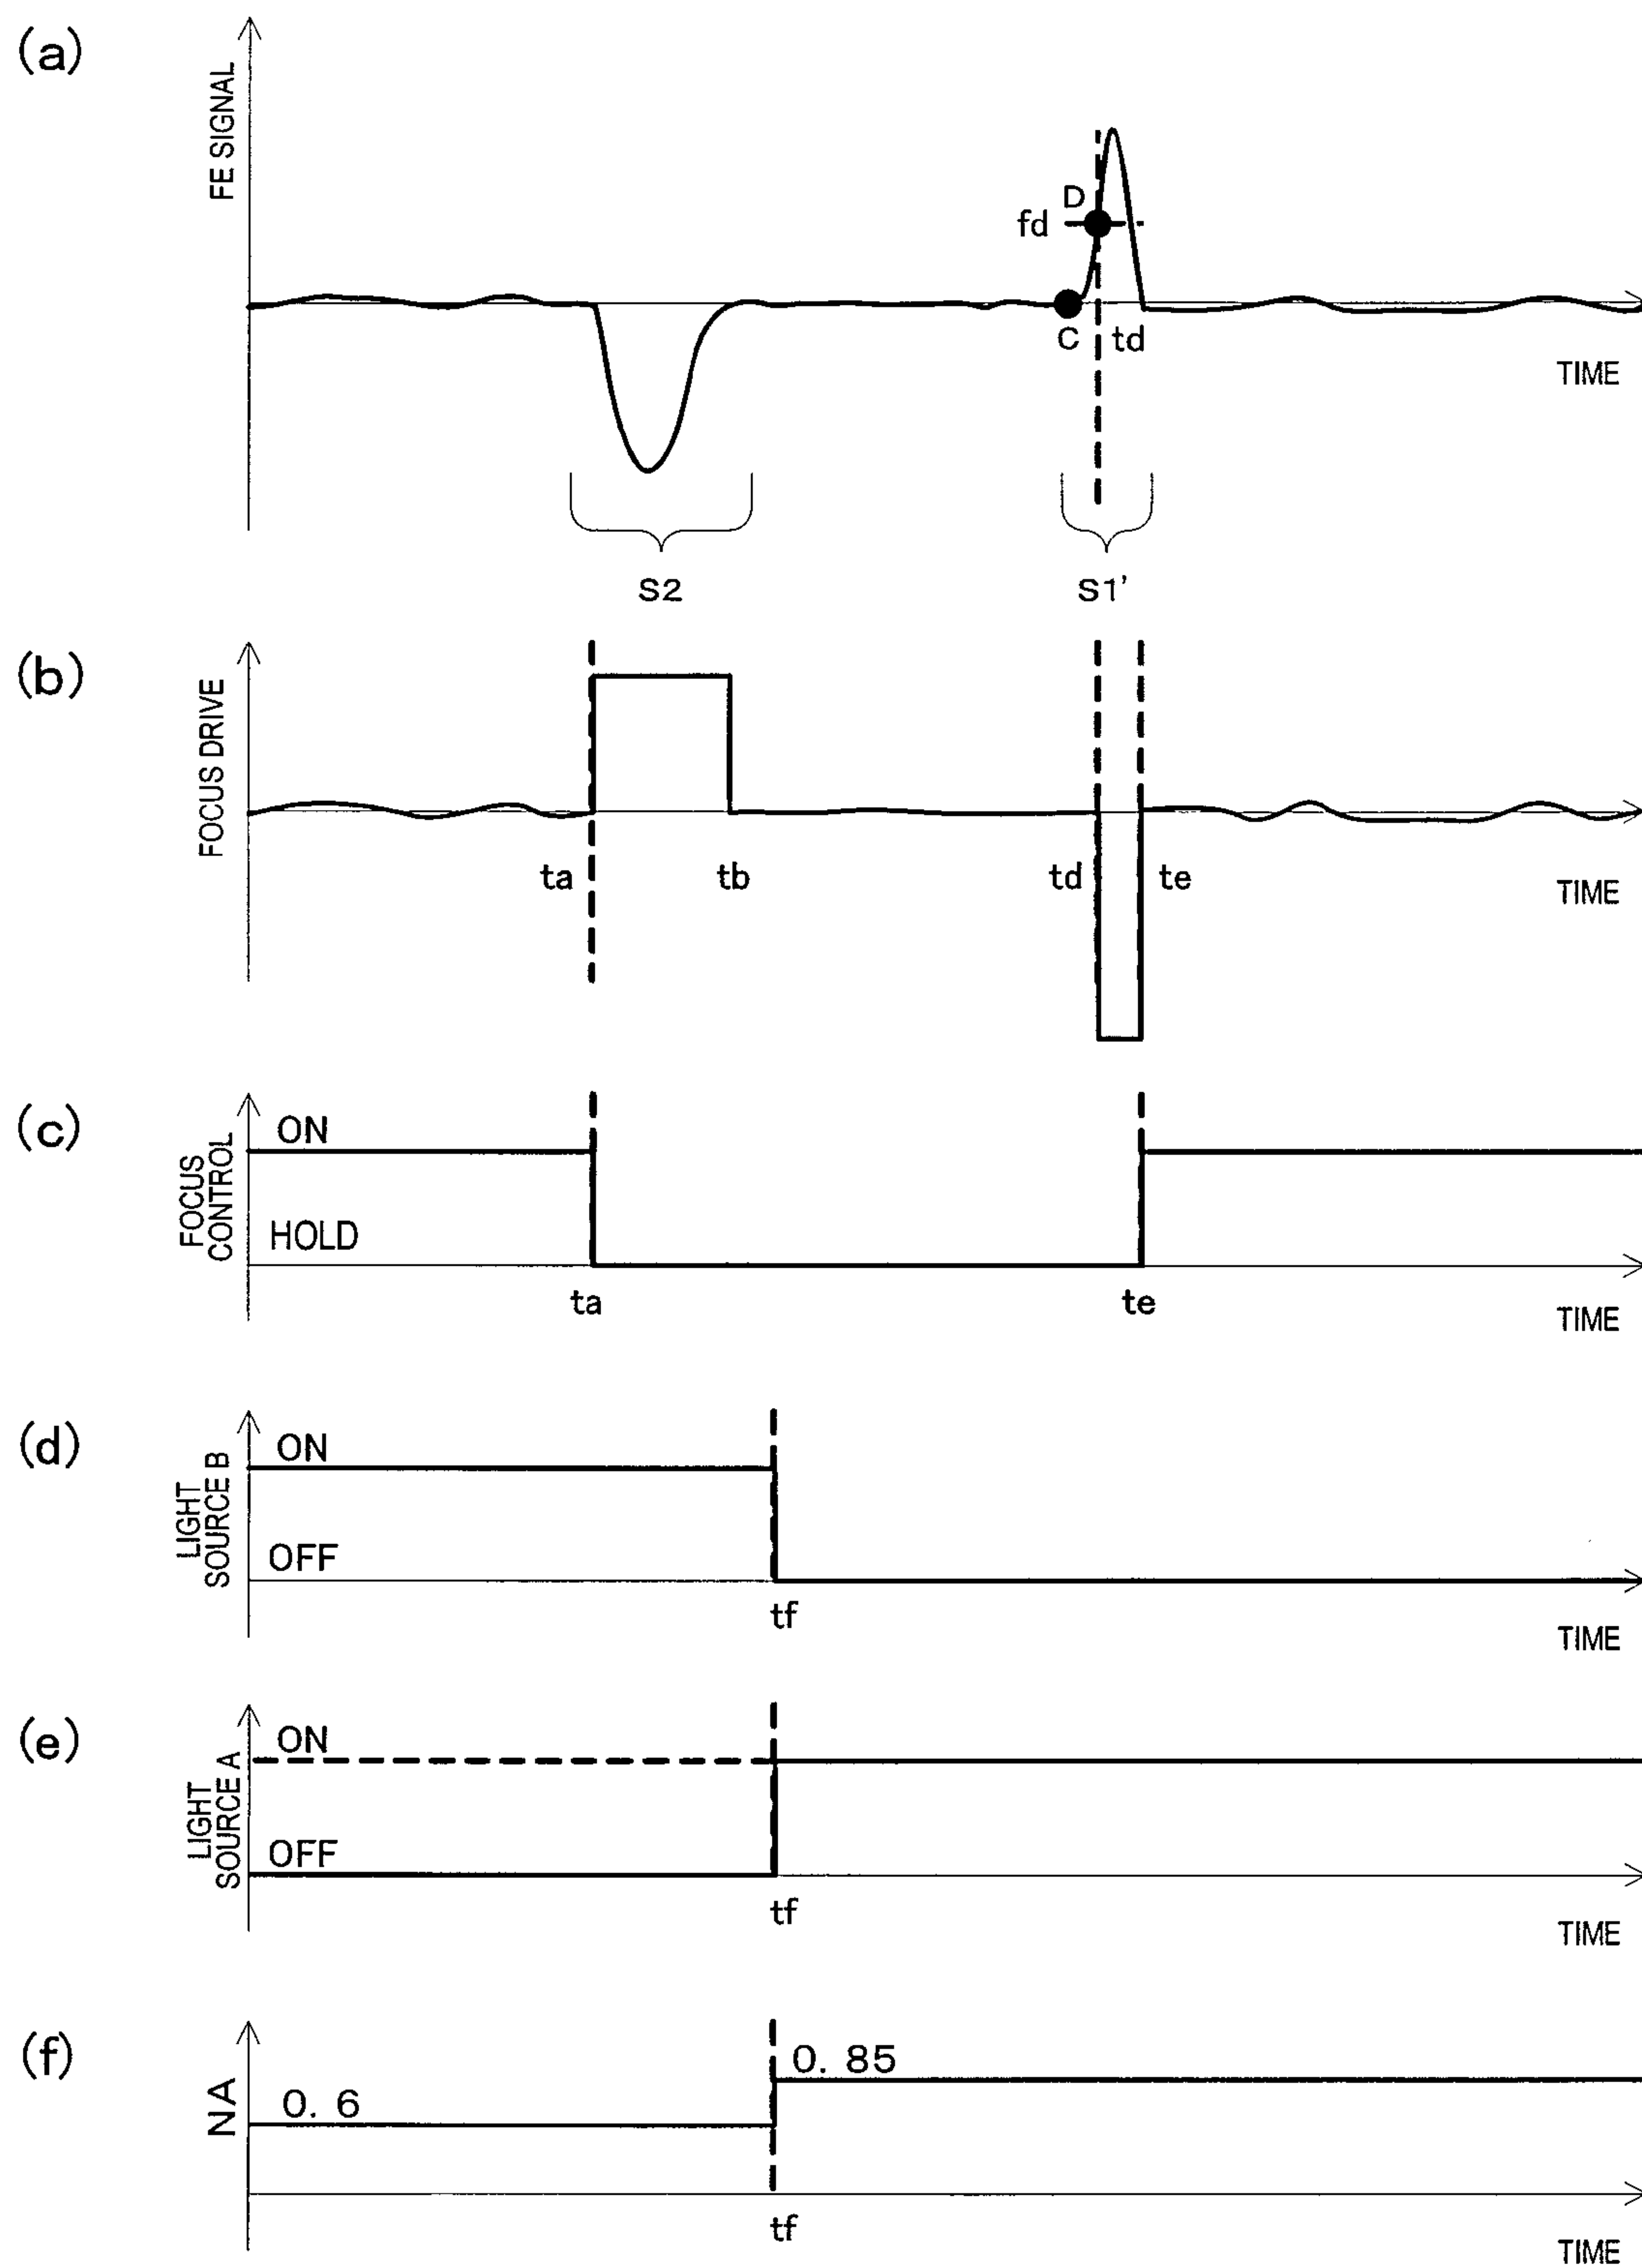 (a)
FE SIGNAL
D
fd
C
td
TIME
S2
S1'
(b)
FOCUS DRIVE
ta
tb
td
te
TIME
(c)
ON
FOCUS
CONTROL
HOLD
ta
te
TIME
(d)
ON
LIGHT
SOURCE B
OFF
tf
TIME
(e)
ON
LIGHT
SOURCE A
OFF
tf
TIME
(f)
0. 85
NA
0. 6
tf
TIME